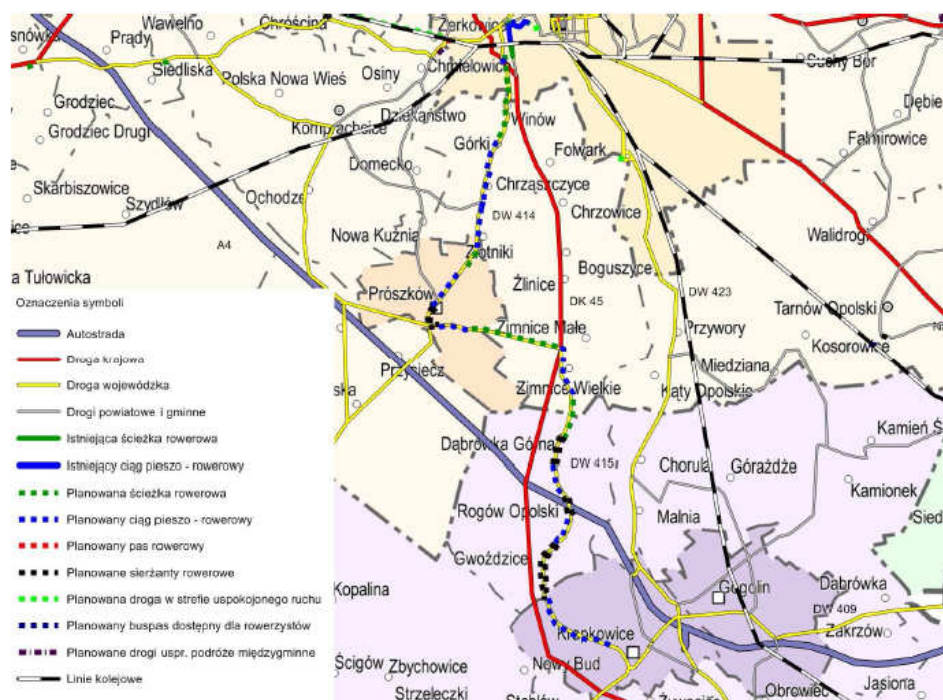 Żerkowice
Wawelno
Chróścina
Prądy
Siedliska
Osiny
Chmielowice
Suchy Bór
Polska Nowa Wieś
Grodziec
Dziekaństwo
Winów
Dębie
Grodziec Drugi
Komprachcice
Górki
Folwark
Falmirowice
Domecko
Skarbiszowice
Chrząszczyce
Ochodze
Szydłów
DW 414
Chrzowice
Nowa Kuźnia
Walidrogi
A4
Złotniki
Boguszyce
a Tułowicka
Żlinice
DW 423
Prószków
DK 45
Tarnów Opolski
Oznaczenia symboli
Zimnice Małe
Przywory
Autostrada
Kosorowice
Droga krajowa
Przysiecz
Miedziana
Droga wojewódzka
ska
Zimnice Wielkie
Kąty Opolskie
Drogi powiatowe i gminne
Istniejąca ścieżka rowerowa
Dąbrówka Górna
Kamień Ś
Istniejący ciąg pieszo - rowerowy
DW 415
Chorula
Górażdże
Planowana ścieżka rowerowa
Kamionek
Planowany ciąg pieszo - rowerowy
Rogów Opolski
Malnia
Sied
Planowany pas rowerowy
Gwoździce
Planowane sierżanty rowerowe
Kopalina
Gogolin
Dąbrówka
Planowana droga w strefie uspokojonego ruchu
DW 409
Planowany buspas dostępny dla rowerzystów
Krapkowice
Zakrzów
Planowane drogi uspr. podróże międzygminne
Ścigów
Zbychowice
Nowy Bud
Linie kolejowe
Strzeleczki
Obrowiec
Jasiona